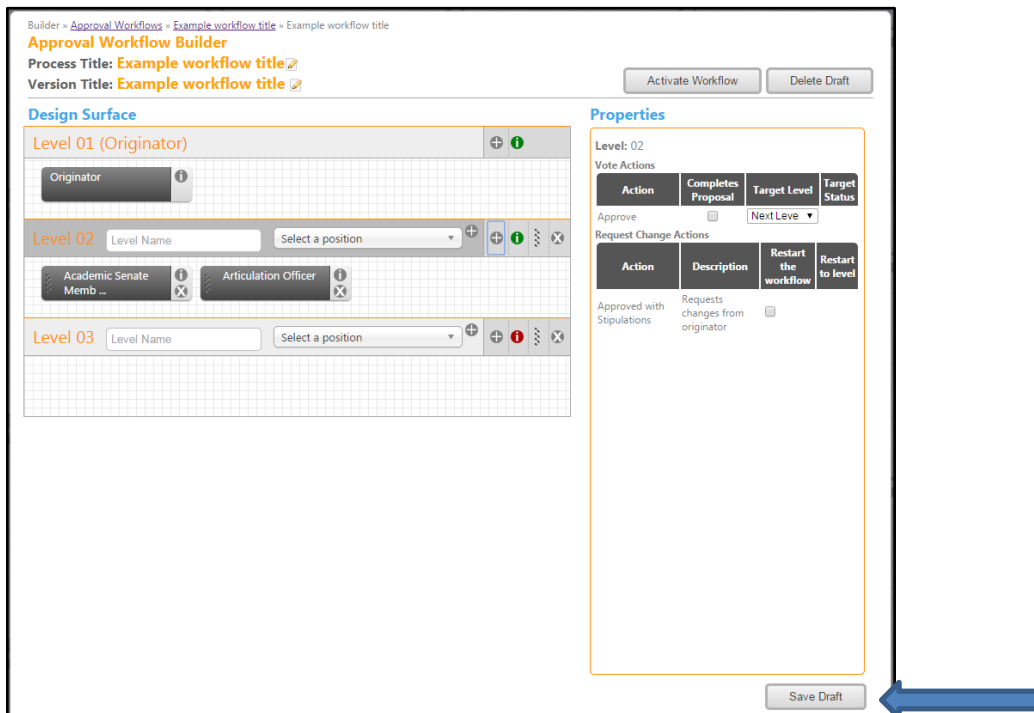 Builder » Approval Workflows » Example workflow title » Example workflow title
Approval Workflow Builder
Process Title: Example workflow title
Version Title: Example workflow title
Activate Workflow
Delete Draft
Design Surface
Level 01 (Originator)
Originator
Level 02
Level Name
Select a position
Academic Senate
Memb ...
Articulation Officer
Level 03
Level Name
Select a position
Properties
Level: 02
Vote Actions
Action
Completes
Proposal
Target Level
Target
Status
Approve
Next Leve
Request Change Actions
Action
Description
Restart
the
workflow
Restart
to level
Approved with
Stipulations
Requests
changes from
originator
Save Draft